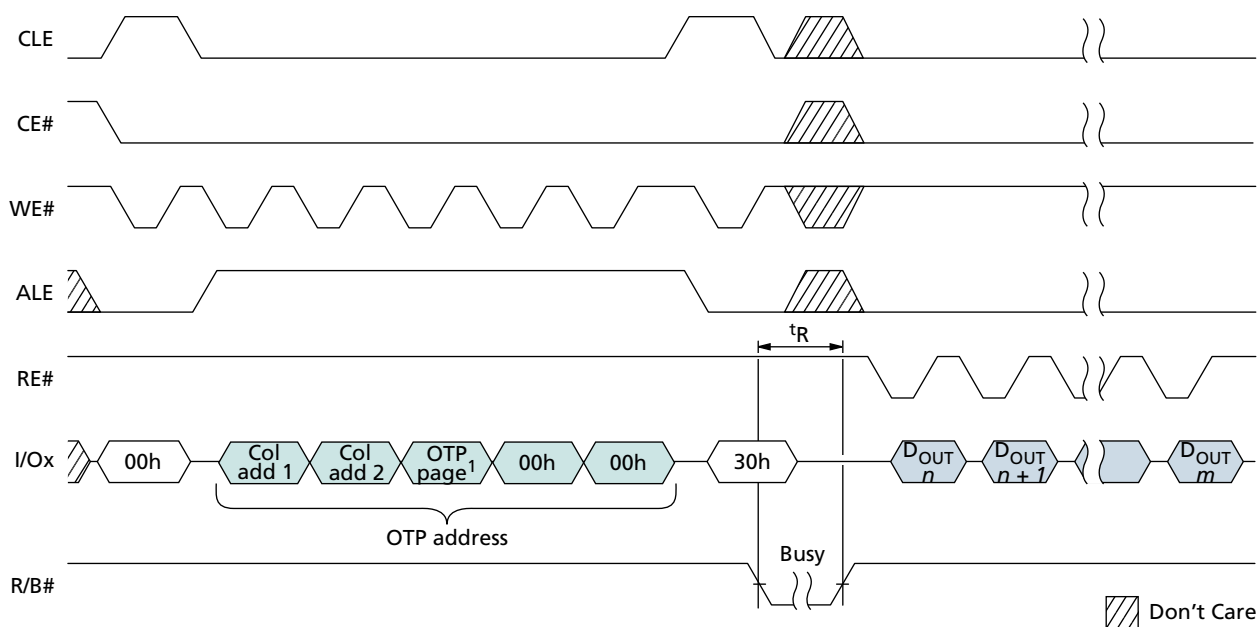 CLE
CE#
WE#
ALE
tR
RE#
I/Ox
00h
Col add 1
Col add 2
OTP page1
00h
00h
30h
DOUT n
DOUT n + 1
DOUT m
OTP address
Busy
R/B#
Don't Care